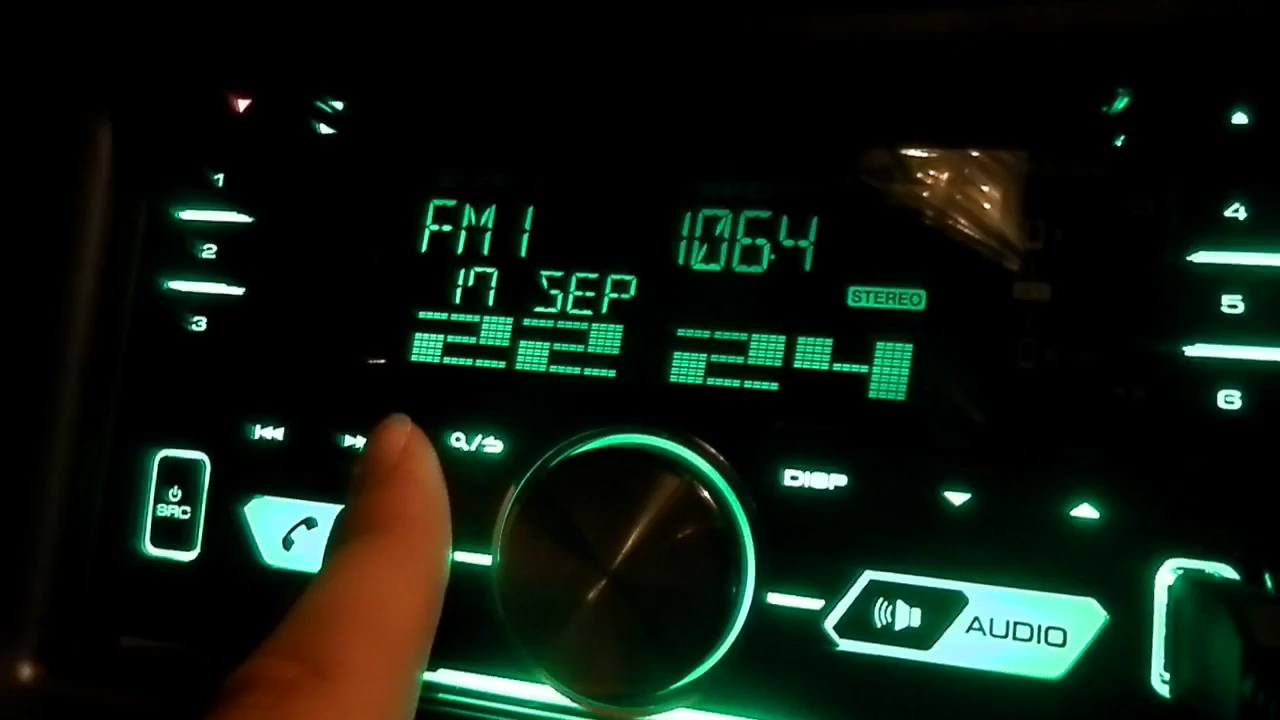 FM1 106.4
17 SEP
STEREO
22 24
1
2
3
4
5
6
SRC
DISP
AUDIO